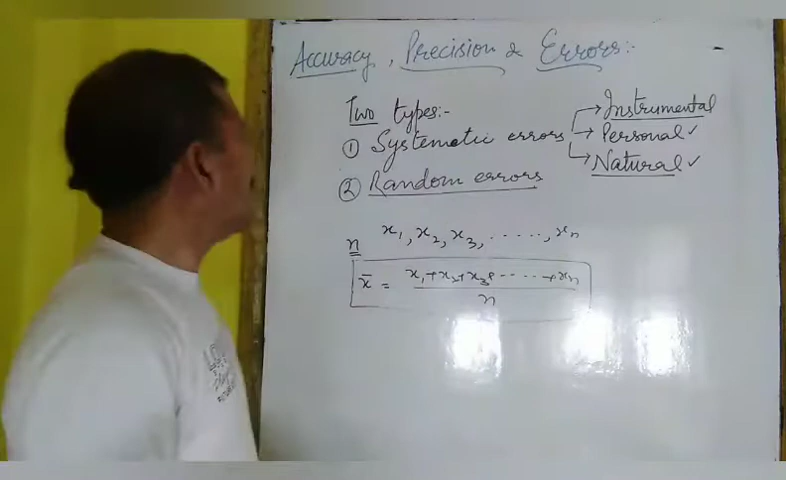 Accuracy, Precision & Errors:-
Two types:-
① Systematic errors → Instrumental
→ Personal ✓
→ Natural ✓
② Random errors
n x₁, x₂, x₃, ......, xₙ
x̄ = x₁+x₂+x₃+.....+xₙ / n